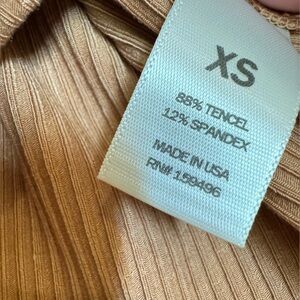 XS
88% TENCEL
12% SPANDEX
MADE IN USA
RN# 159496